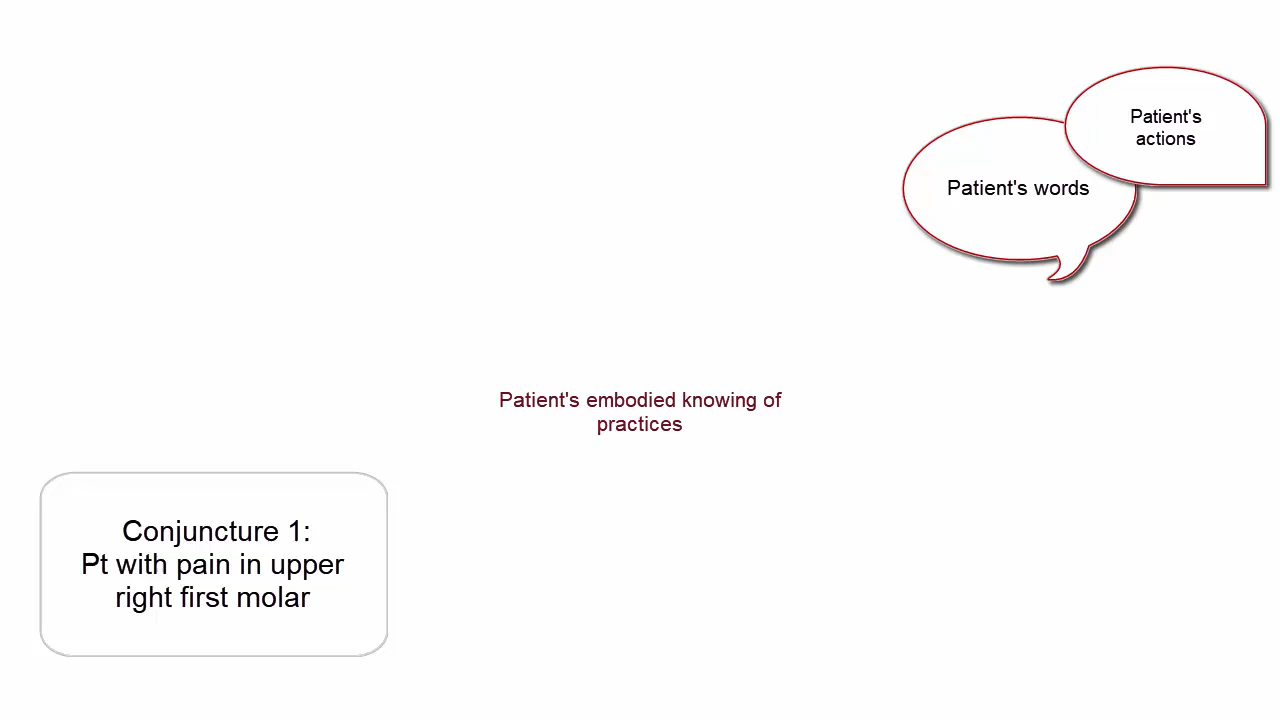 Patient's
actions
Patient's words
Patient's embodied knowing of
practices
Conjuncture 1:
Pt with pain in upper
right first molar